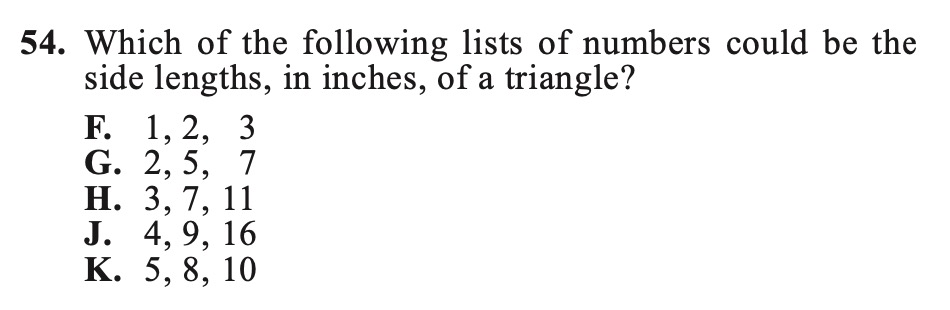 54. Which of the following lists of numbers could be the
side lengths, in inches, of a triangle?
F. 1, 2, 3
G. 2, 5, 7
H. 3, 7, 11
J. 4, 9, 16
K. 5, 8, 10